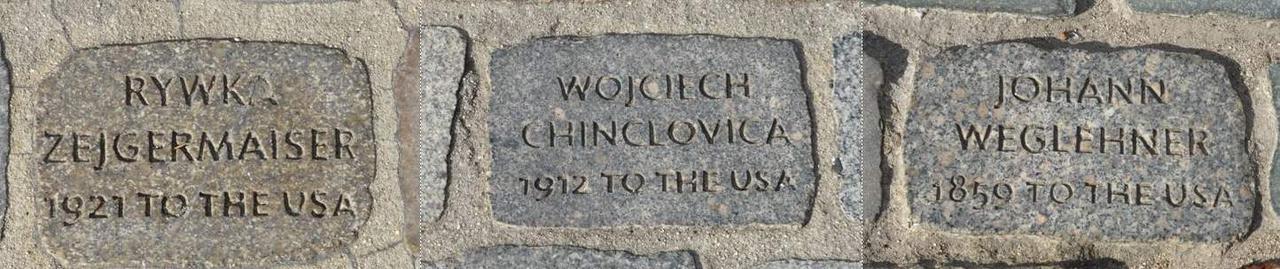 RYWKA
ZEJGERMAISER
1921 TO THE USA
WOJCIECH
CHINCLOVICA
1912 TO THE USA
JOHANN
WEGLEHNER
1859 TO THE USA